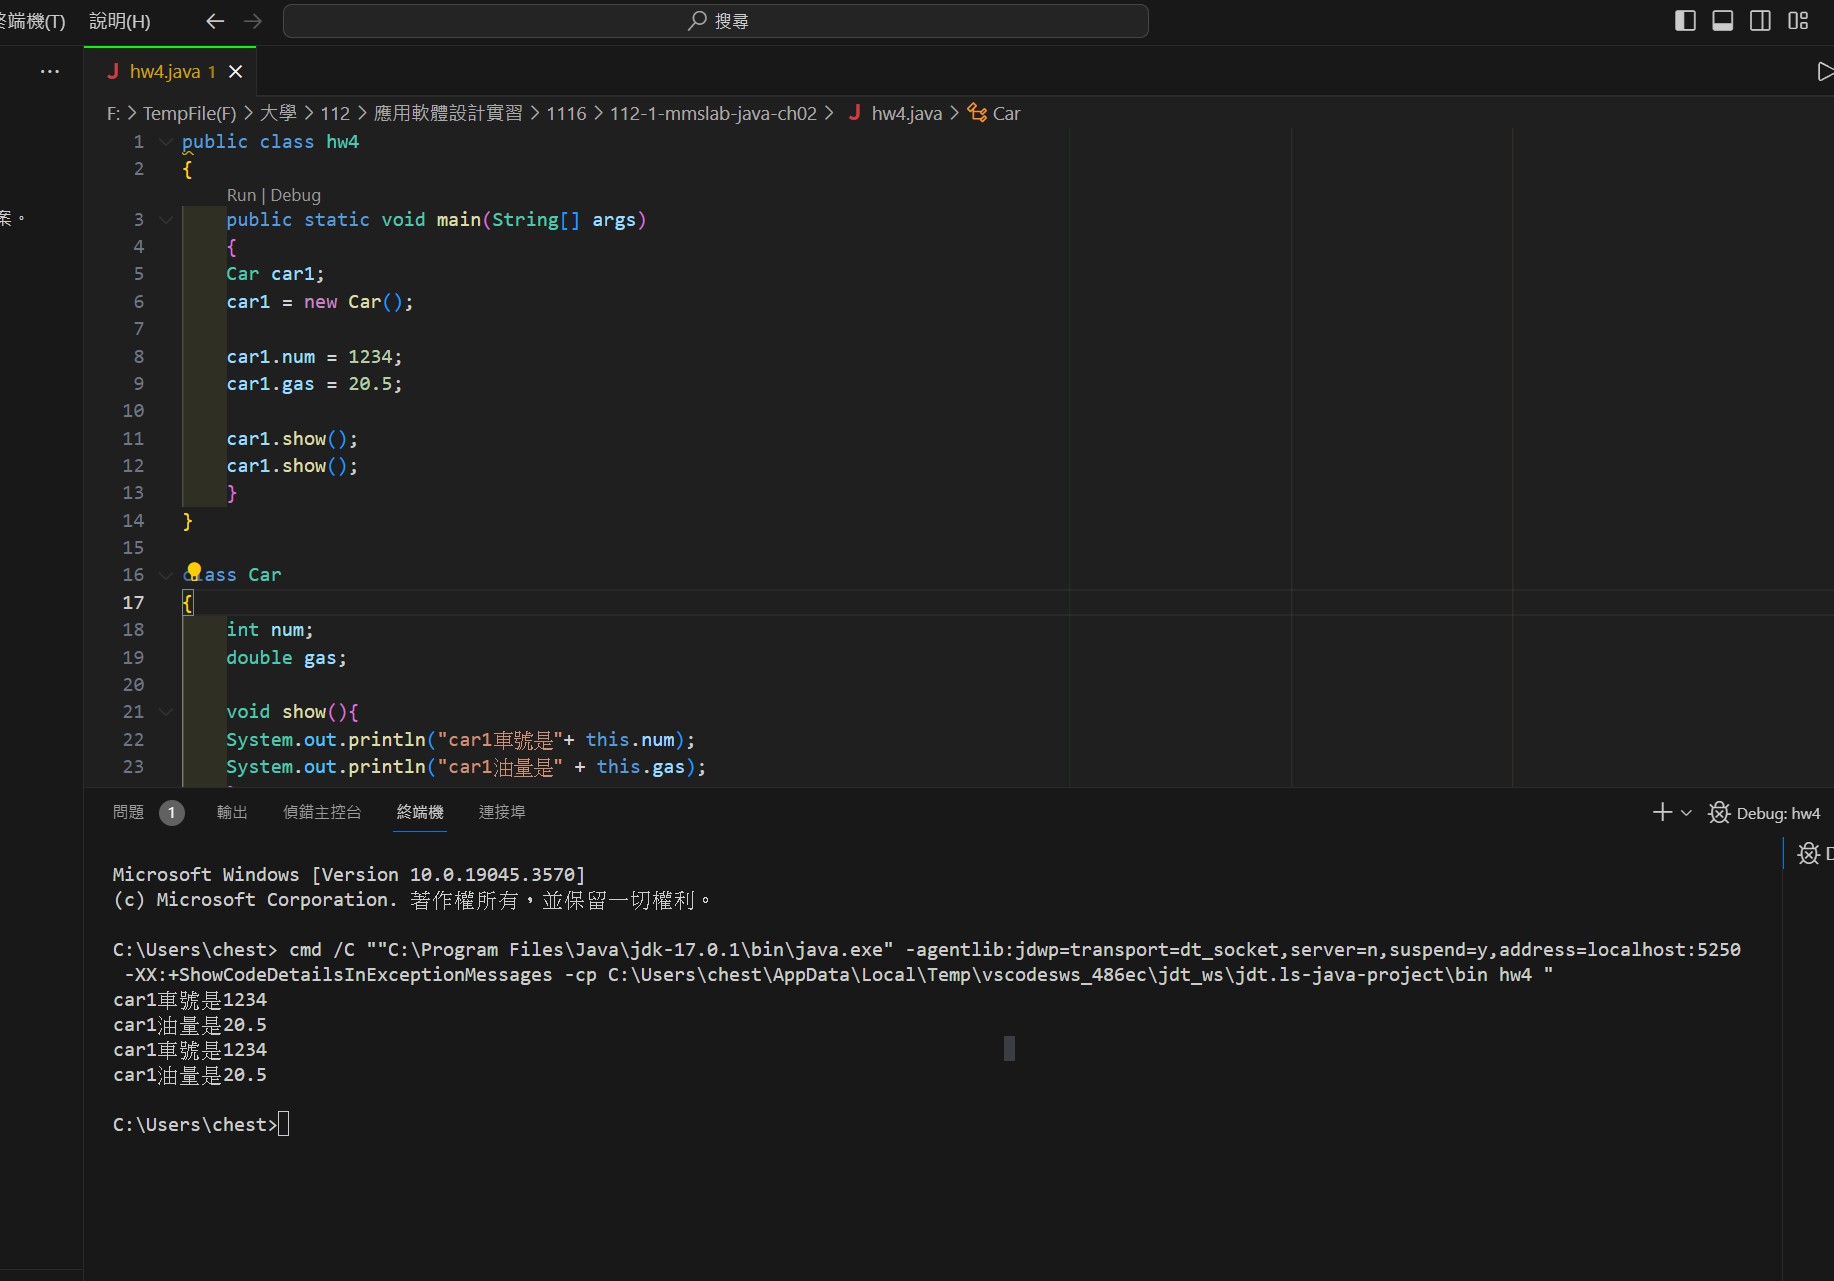 終端機(T) 說明(H) 搜尋
hw4.java 1
F: > TempFile(F) > 大學 > 112 > 應用軟體設計實習 > 1116 > 112-1-mmslab-java-ch02 > J hw4.java > Car
1 public class hw4
2 {
Run | Debug
3 public static void main(String[] args)
4 {
5 Car car1;
6 car1 = new Car();
7
8 car1.num = 1234;
9 car1.gas = 20.5;
10
11 car1.show();
12 car1.show();
13 }
14 }
15
案。
16 class Car
17 {
18 int num;
19 double gas;
20
21 void show(){
22 System.out.println("car1車號是"+ this.num);
23 System.out.println("car1油量是" + this.gas);
問題 1 輸出 偵錯主控台 終端機 連接埠 Debug: hw4
Microsoft Windows [Version 10.0.19045.3570]
(c) Microsoft Corporation. 著作權所有，並保留一切權利。
C:\Users\chest> cmd /C ""C:\Program Files\Java\jdk-17.0.1\bin\java.exe" -agentlib:jdwp=transport=dt_socket,server=n,suspend=y,address=localhost:5250
-XX:+ShowCodeDetailsInExceptionMessages -cp C:\Users\chest\AppData\Local\Temp\vscodesws_486ec\jdt_ws\jdt.ls-java-project\bin hw4 "
car1車號是1234
car1油量是20.5
car1車號是1234
car1油量是20.5
C:\Users\chest>